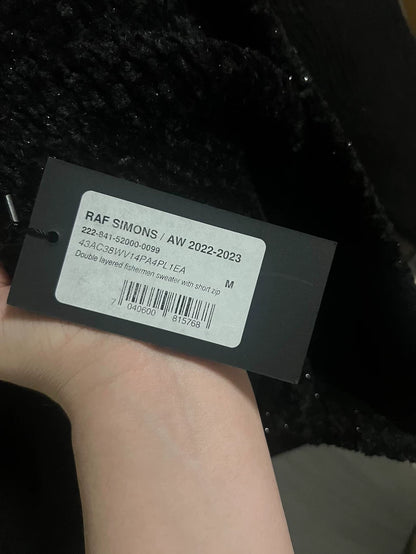 RAF SIMONS / AW 2022-2023
222-841-52000-0099
43AC38WV14PA4PL1EA
Double layered fishermen sweater with short zip
M
7 040600 815768